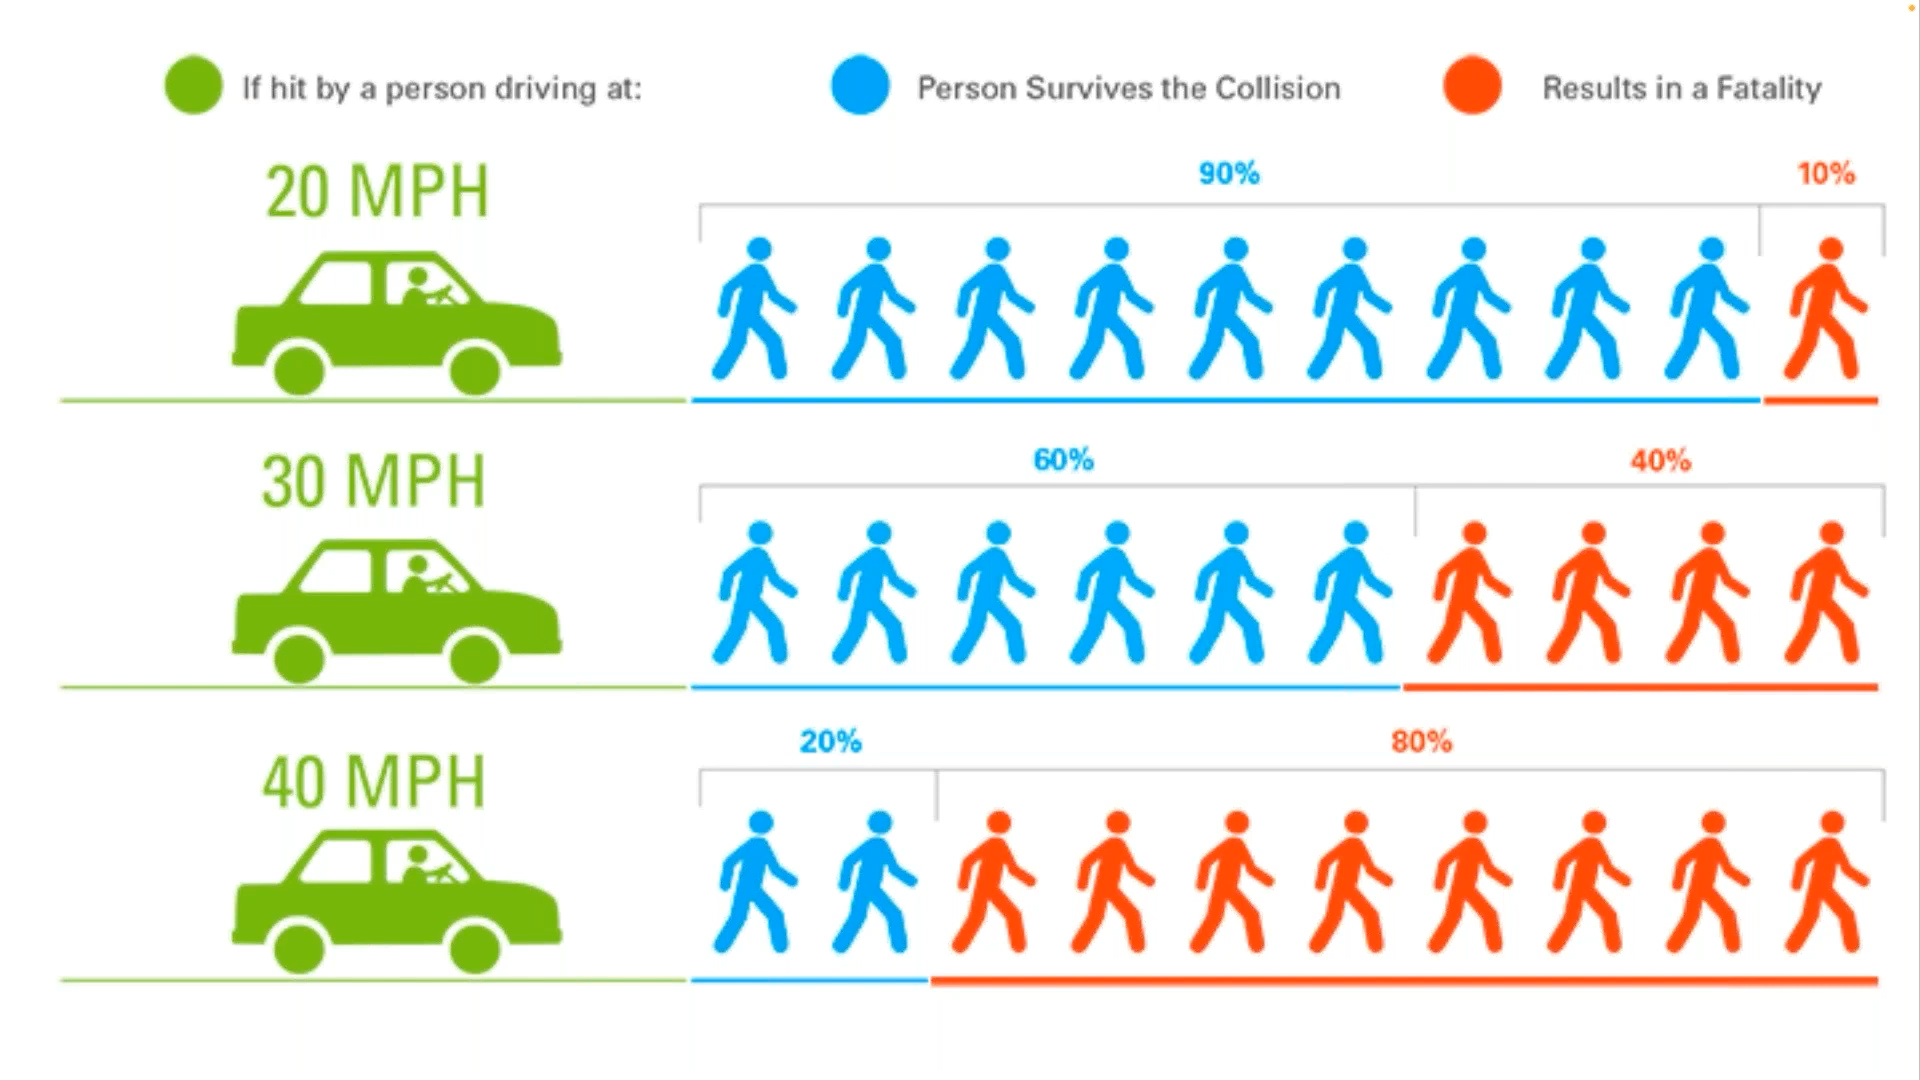 If hit by a person driving at:
Person Survives the Collision
Results in a Fatality
20 MPH
90%
10%
30 MPH
60%
40%
40 MPH
20%
80%